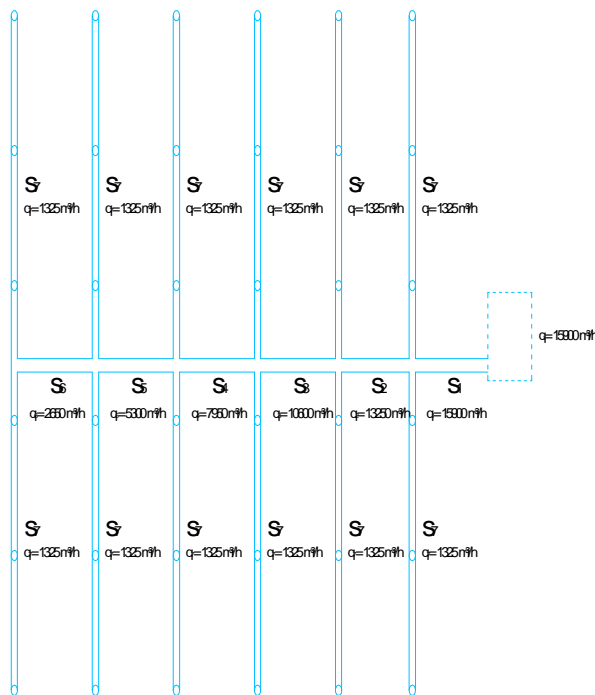 S7 S7 S7 S7 S7 S7
q=1325m³/h q=1325m³/h q=1325m³/h q=1325m³/h q=1325m³/h q=1325m³/h
q=15900m³/h
S6 S5 S4 S3 S2 S1
q=2650m³/h q=5300m³/h q=7950m³/h q=10600m³/h q=13250m³/h q=15900m³/h
S7 S7 S7 S7 S7 S7
q=1325m³/h q=1325m³/h q=1325m³/h q=1325m³/h q=1325m³/h q=1325m³/h